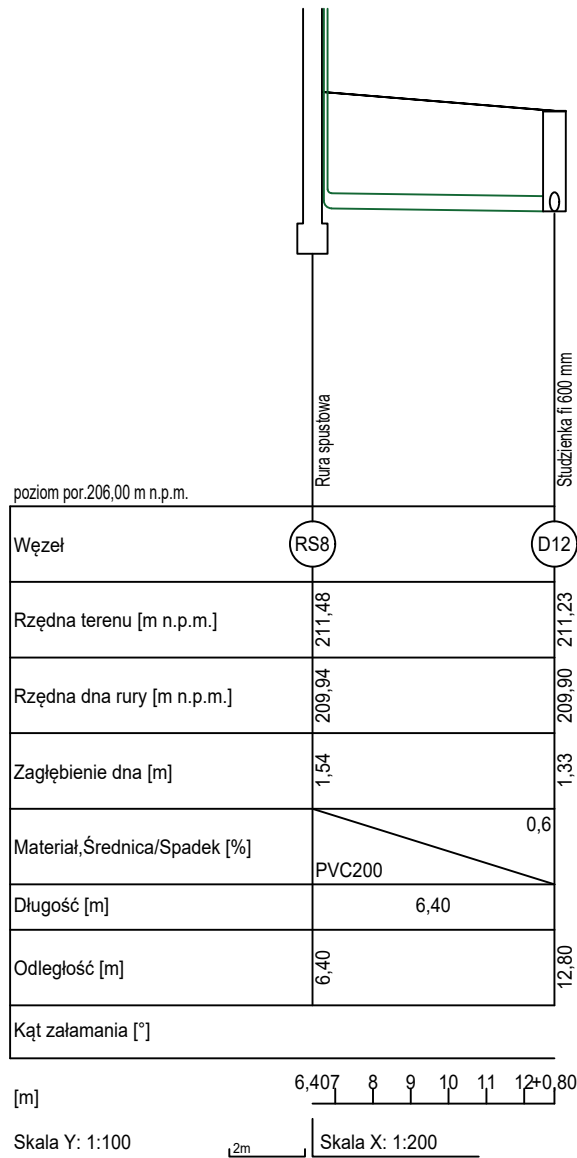 Rura spustowa
Studzienka fi 600 mm
poziom por.206,00 m n.p.m.
Węzeł RS8 D12
Rzędna terenu [m n.p.m.] 211,48 211,23
Rzędna dna rury [m n.p.m.] 209,94 209,90
Zagłębienie dna [m] 1,54 1,33
0,6
Materiał,Średnica/Spadek [%]
PVC200
Długość [m] 6,40
Odległość [m] 6,40 12,80
Kąt załamania [°]
[m] 6,407 8 9 10 11 12+0,80
Skala Y: 1:100 2m Skala X: 1:200